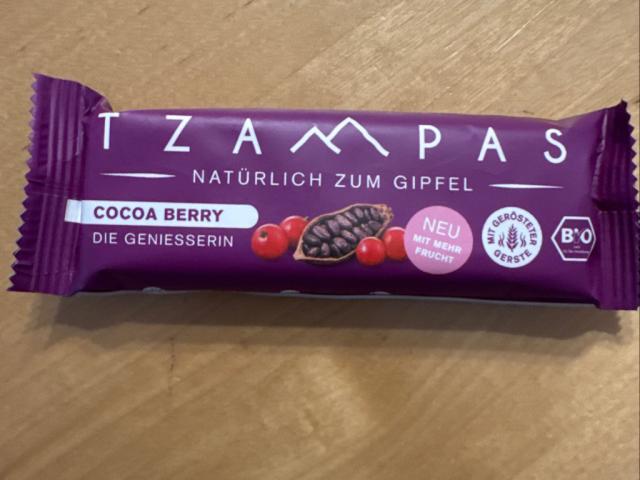 TZAMPAS
NATÜRLICH ZUM GIPFEL
COCOA BERRY
DIE GENIESSERIN
NEU
MIT MEHR
FRUCHT
MIT GERÖSTETER
GERSTE
BIO